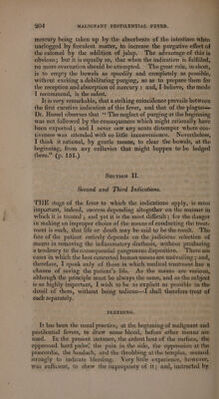 204 MALIGNANT PESTILENTIAL FEVER.
mercury being taken up by the absorbents of the intestines when
unclogged by feculent matter, to increase the purgative effect of
the calomel by the addition of jalap. The advantage of this is
obvious; but it is equally so, that when the indication is fulfilled,
no more evacuation should be attempted. The great rule, in short,
is to empty the bowels as speedily and completely as possible,
without exciting a debilitating purging, so as to prepare them for
the reception and absorption of mercury; and, I believe, the mode
I recommend, is the safest.
It is very remarkable, that a striking coincidence prevails between
the first curative indication of this fever, and that of the plague—
Dr. Russel observes that “The neglect of purging at the beginning
was not followed by the consequences which might rationally have
been expected; and I never saw any acute distemper where cos-
tiveness was attended with so little inconvenience. Nevertheless,
I think it rational, by gentle means, to clear the bowels, at the
beginning, from any collluvies that might happen to be lodged
there.” (p. 151.)
SECTION II.
Second and Third Indications.
THE stage of the fever to which the indications apply, is most
important, indeed, success depending altogether on the manner in
which it is treated; and yet it is the most difficult; for the danger
in making an improper choice of the means of conducting the treat-
ment is such, that life or death may be said to be the result. The
fate of the patient entirely depends on the judicious selection of
means in removing the inflammatory diathesis, without producing
a tendency to the consequential gangrenous disposition. There are
cases in which the best concerted human means are unavailing; and,
therefore, I speak only of those in which medical treatment has a
chance of saving the patient's life. As the means are various,
although the principle must be always the same, and as the subject
is so highly important, I wish to be as explicit as possible in the
detail of them, without being tedious—I shall therefore treat of
each separately.
BLEEDING.
It has been the usual practice, at the beginning of malignant and
pestilential fevers, to draw some blood, before other means are
used. In the present instance, the ardent heat of the surface, the
oppressed hard pulse, the pain in the side, the oppression at the
præcordia, the headach, and the throbbing at the temples, seemed
strongly to indicate bleeding. Very little experience, however,
was sufficient, to shew the impropriety of it; and, instructed by